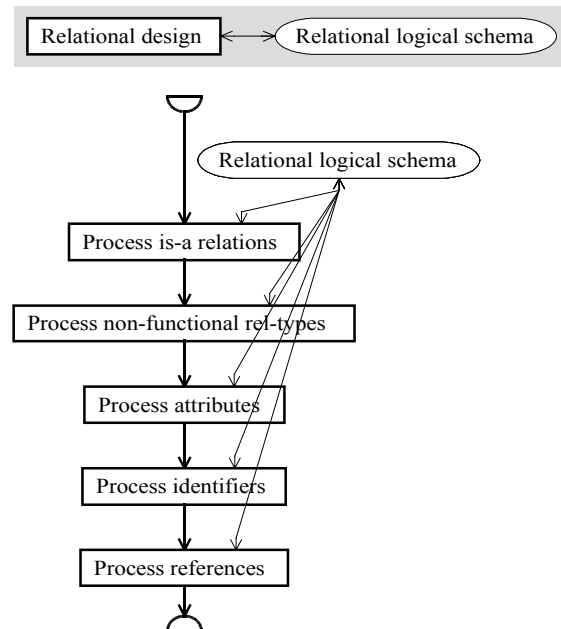 Relational design
Relational logical schema
Relational logical schema
Process is-a relations
Process non-functional rel-types
Process attributes
Process identifiers
Process references